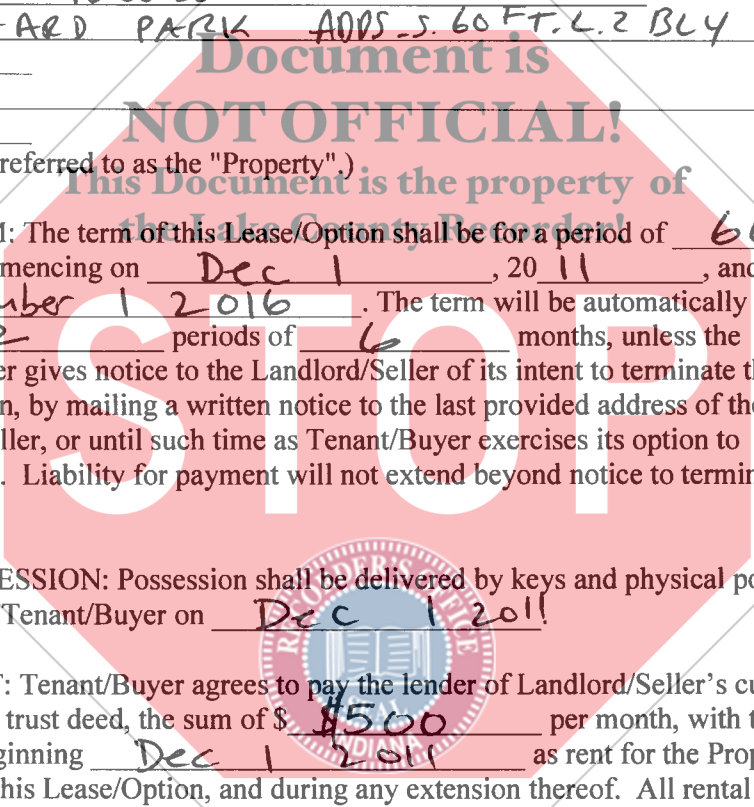 ARD PARK ADDS_S. 60 FT. L. 2 BLY
Document is
NOT OFFICIAL!
referred to as the "Property".)
This Document is the property of
the Lake County Recorder!
: The term of this Lease/Option shall be for a period of
mencing on Dec 1, 2011, and
mber 1 2016. The term will be automatically
periods of 6 months, unless the
er gives notice to the Landlord/Seller of its intent to terminate th
n, by mailing a written notice to the last provided address of the
ller, or until such time as Tenant/Buyer exercises its option to
. Liability for payment will not extend beyond notice to termin
STOP
ESSION: Possession shall be delivered by keys and physical po
Tenant/Buyer on Dec 1 2011.
RECORDER'S OFFICE
: Tenant/Buyer agrees to pay the lender of Landlord/Seller's cu
trust deed, the sum of $ $500 per month, with t
INDIANA
ginning Dec 1 2011 as rent for the Prop
his Lease/Option, and during any extension thereof. All rental